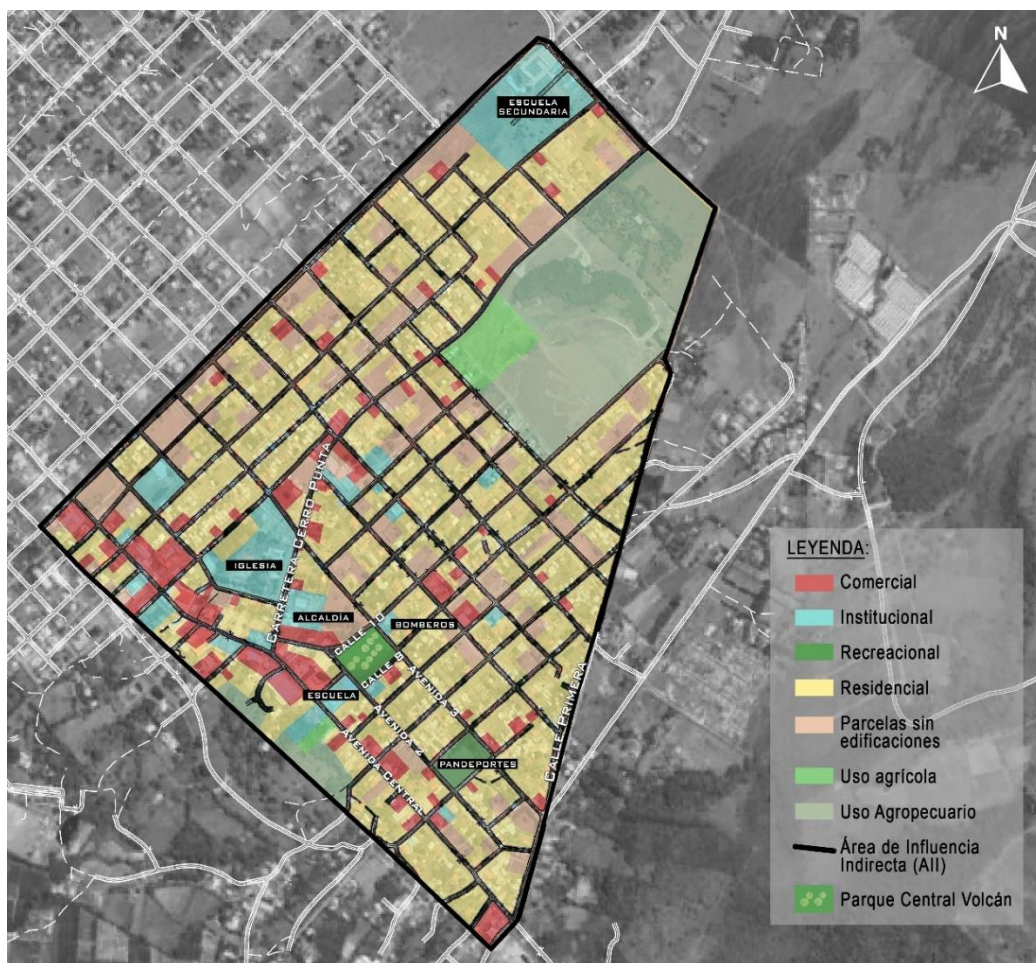 N
ESCUELA
SECUNDARIA
CARRETERA CERRO PUNTA
IGLESIA
ALCALDÍA
CALLE 10
BOMBEROS
CALLE 8
AVENIDA 3
ESCUELA
AVENIDA 2
AVENIDA CENTRAL
PANDEPORTES
CALLE PRIMERA
LEYENDA:
Comercial
Institucional
Recreacional
Residencial
Parcelas sin
edificaciones
Uso agrícola
Uso Agropecuario
Área de Influencia
Indirecta (AII)
Parque Central Volcán